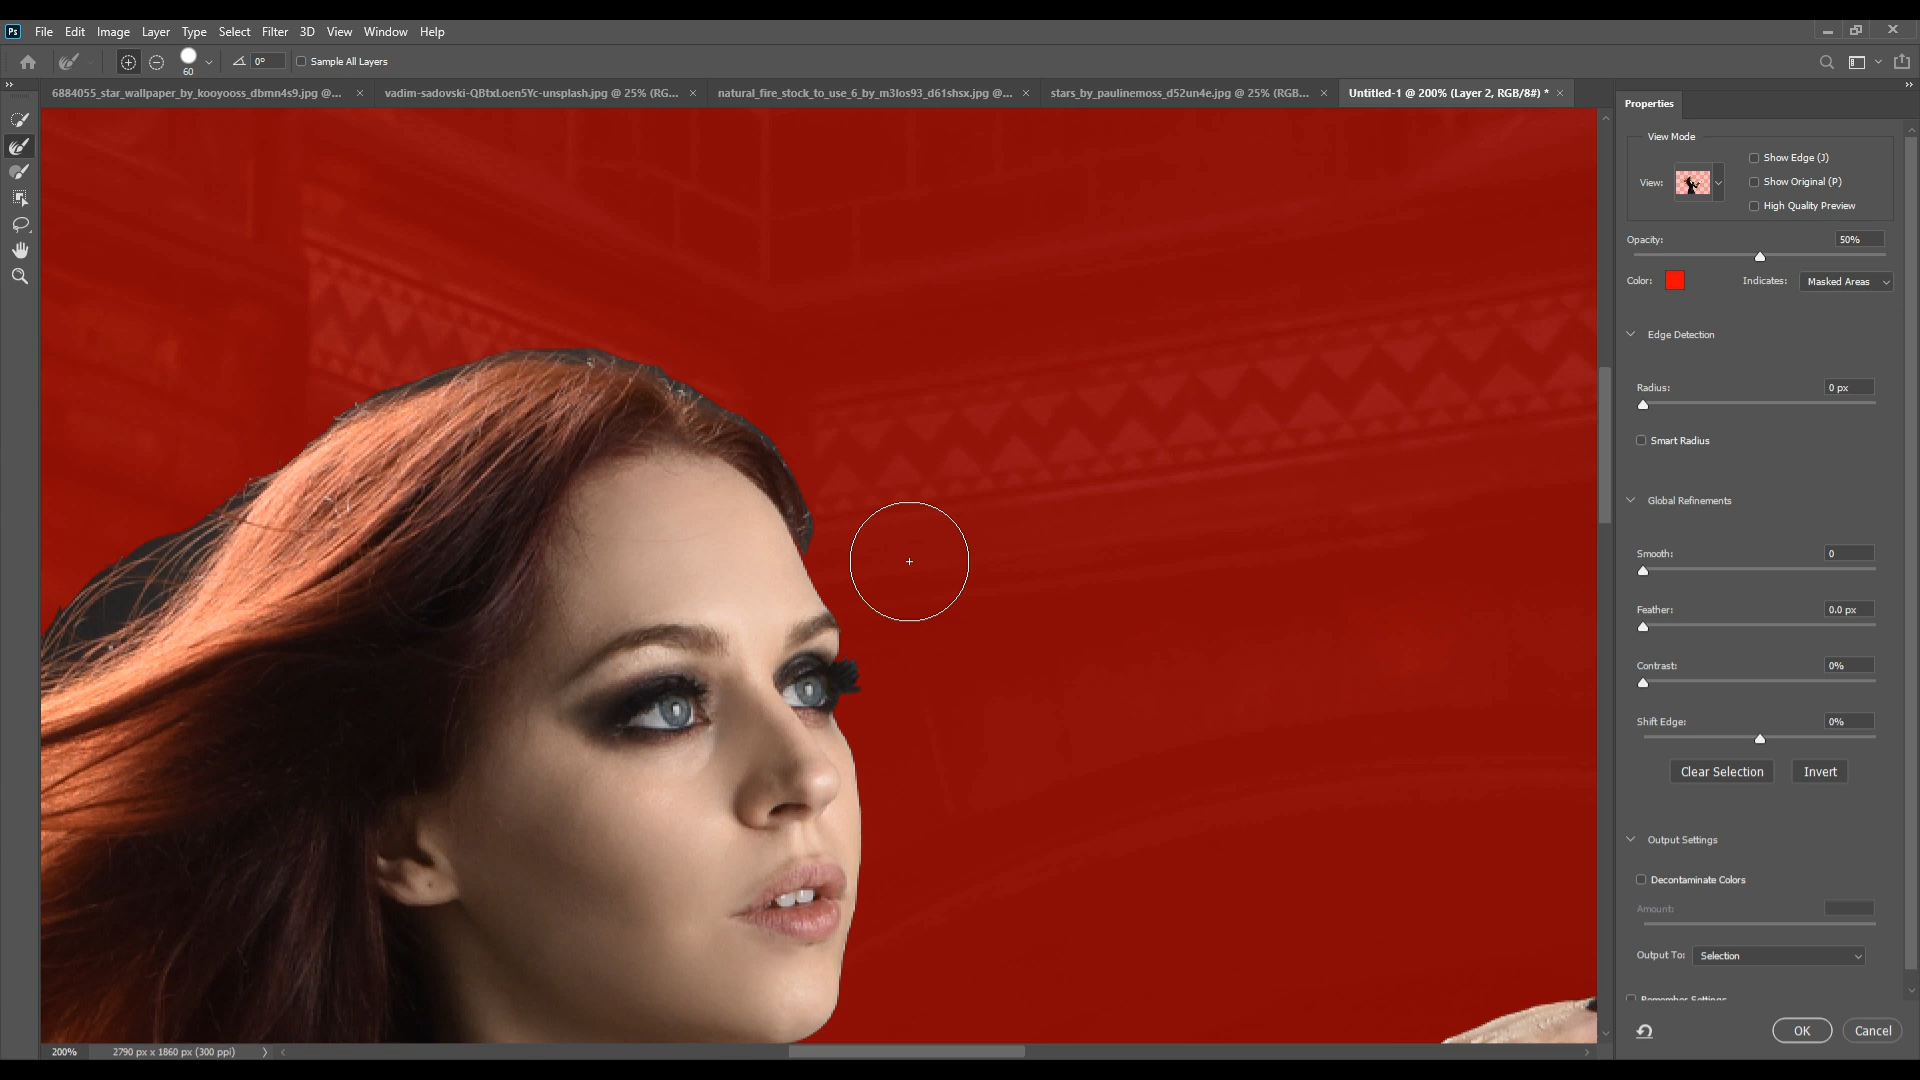 Ps File Edit Image Layer Type Select Filter 3D View Window Help
60 0° Sample All Layers
6884055_star_wallpaper_by_kooyooss_dbmn4s9.jpg @... × vadim-sadovski-QBtxLoen5Yc-unsplash.jpg @ 25% (RG... × natural_fire_stock_to_use_6_by_m3los93_d61shsx.jpg @... × stars_by_paulinemoss_d52un4e.jpg @ 25% (RGB... × Untitled-1 @ 200% (Layer 2, RGB/8#) * ×
Properties
View Mode
View:
Show Edge (J)
Show Original (P)
High Quality Preview
Opacity: 50%
Color: Indicates: Masked Areas
Edge Detection
Radius: 0 px
Smart Radius
Global Refinements
Smooth: 0
Feather: 0.0 px
Contrast: 0%
Shift Edge: 0%
Clear Selection Invert
Output Settings
Decontaminate Colors
Amount:
Output To: Selection
Remember Settings
OK Cancel
200% 2790 px x 1860 px (300 ppi)